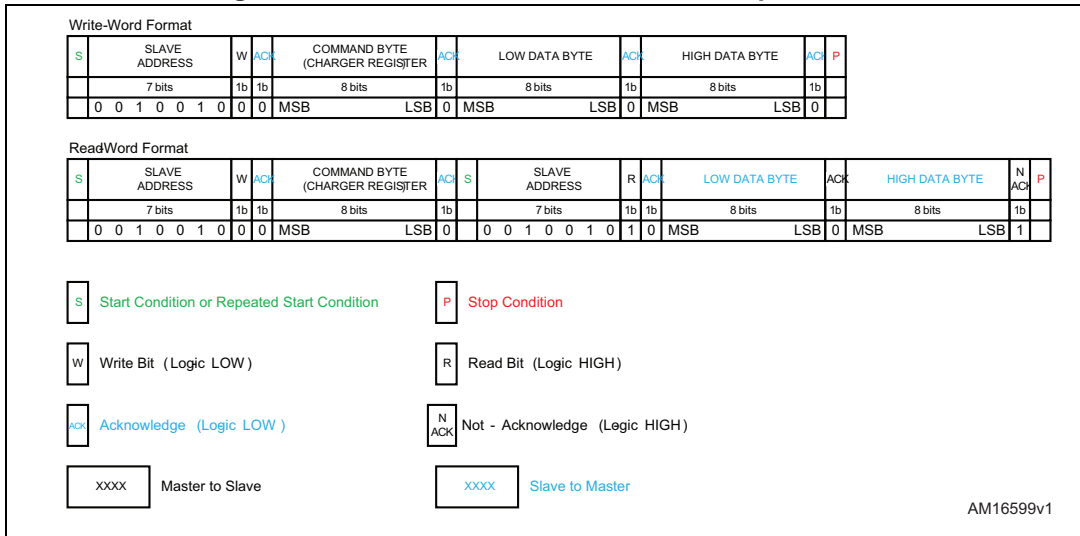 Write-Word Format
S SLAVE ADDRESS W ACK COMMAND BYTE (CHARGER REGISTER ACK LOW DATA BYTE ACK HIGH DATA BYTE ACK P
7 bits 1b 1b 8 bits 1b 8 bits 1b 8 bits 1b
0 0 1 0 0 1 0 0 0 MSB LSB 0 MSB LSB 0 MSB LSB 0
Read-Word Format
S SLAVE ADDRESS W ACK COMMAND BYTE (CHARGER REGISTER ACK S SLAVE ADDRESS R ACK LOW DATA BYTE ACK HIGH DATA BYTE N ACK P
7 bits 1b 1b 8 bits 1b 7 bits 1b 1b 8 bits 1b 8 bits 1b
0 0 1 0 0 1 0 0 0 MSB LSB 0 0 0 1 0 0 1 0 1 0 MSB LSB 0 MSB LSB 1
S Start Condition or Repeated Start Condition P Stop Condition
W Write Bit (Logic LOW) R Read Bit (Logic HIGH)
ACK Acknowledge (Logic LOW ) N ACK Not - Acknowledge (Logic HIGH)
XXXX Master to Slave XXXX Slave to Master
AM16599v1